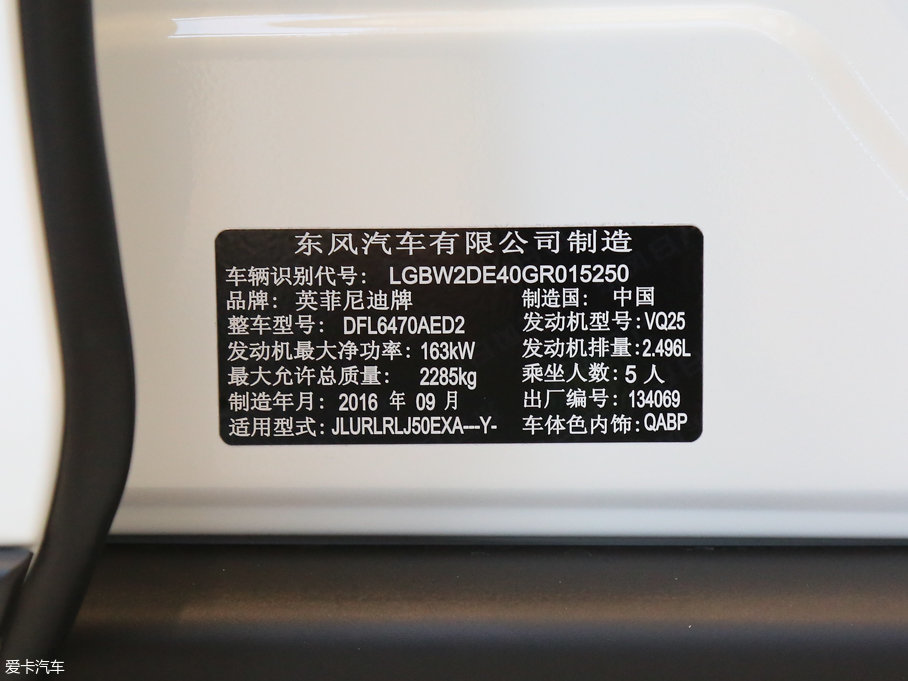 东风汽车有限公司制造
车辆识别代号： LGBW2DE40GR015250
品牌： 英菲尼迪牌 制造国： 中国
整车型号： DFL6470AED2 发动机型号：VQ25
发动机最大净功率：163kW 发动机排量：2.496L
最大允许总质量： 2285kg 乘坐人数：5 人
制造年月： 2016 年 09 月 出厂编号：134069
适用型式：JLURLRLJ50EXA---Y- 车体色内饰：QABP
爱卡汽车